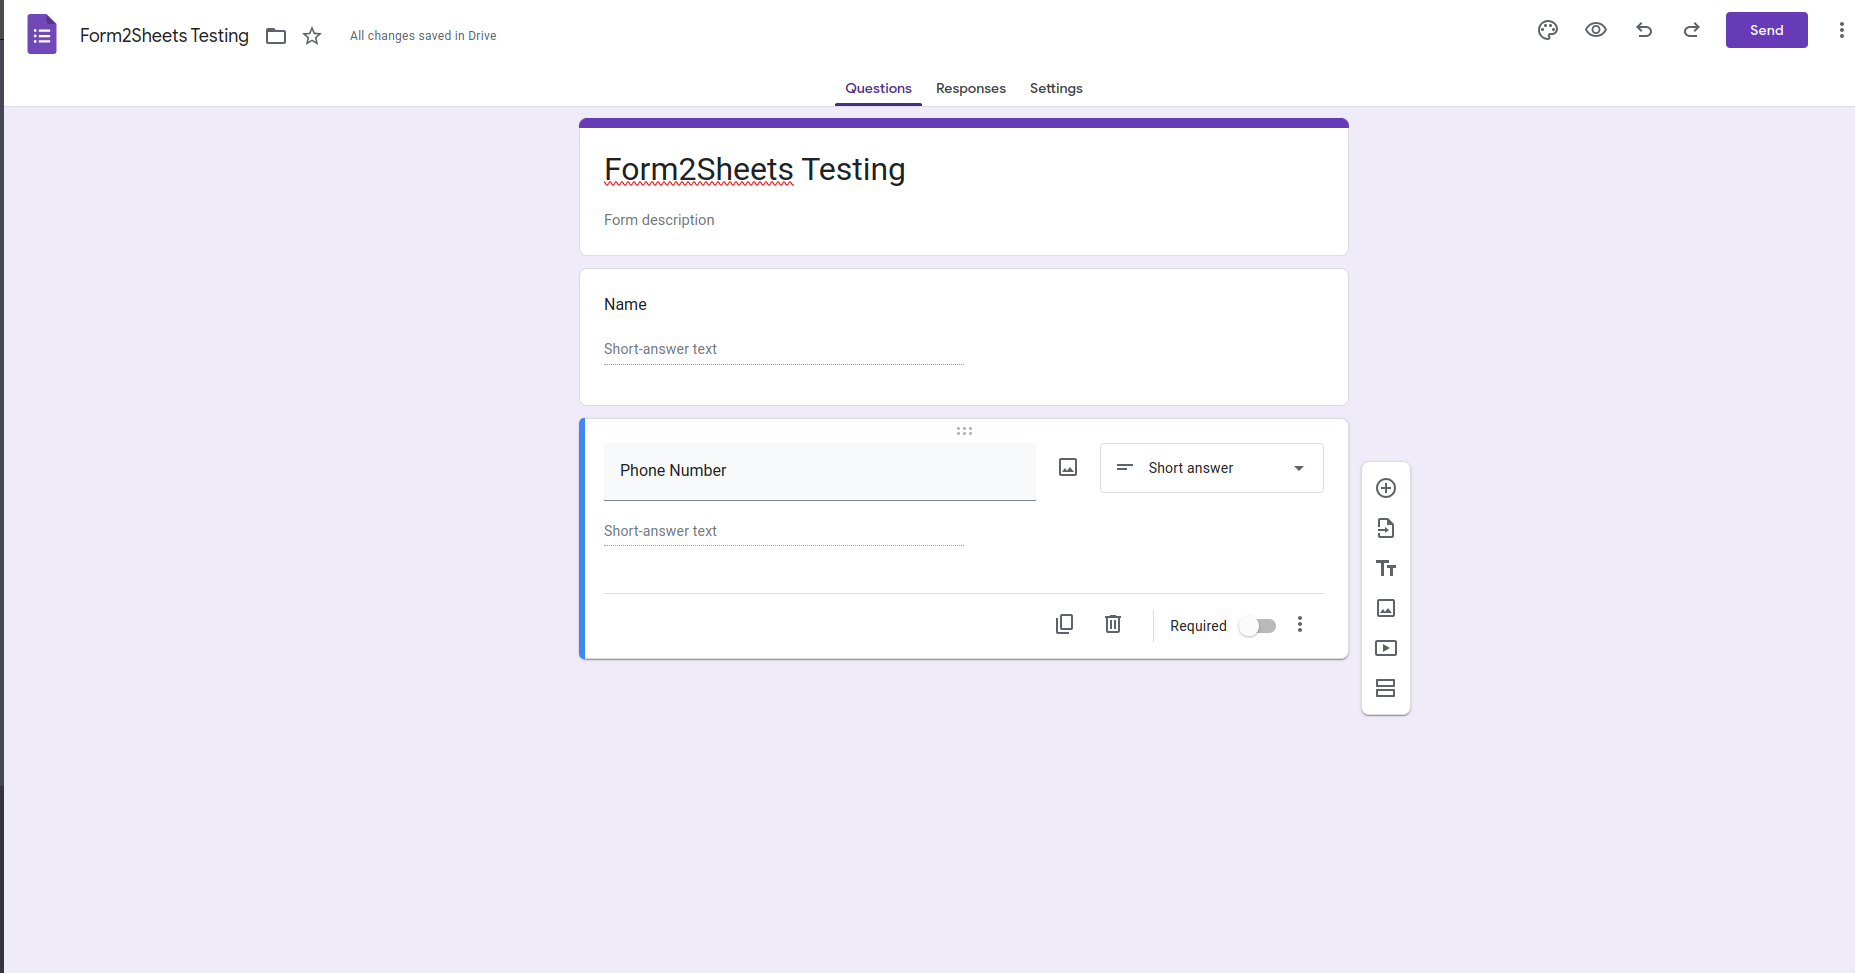 Form2Sheets Testing
All changes saved in Drive
Send
Questions Responses Settings
Form2Sheets Testing
Form description
Name
Short-answer text
Phone Number
Short answer
Short-answer text
Required